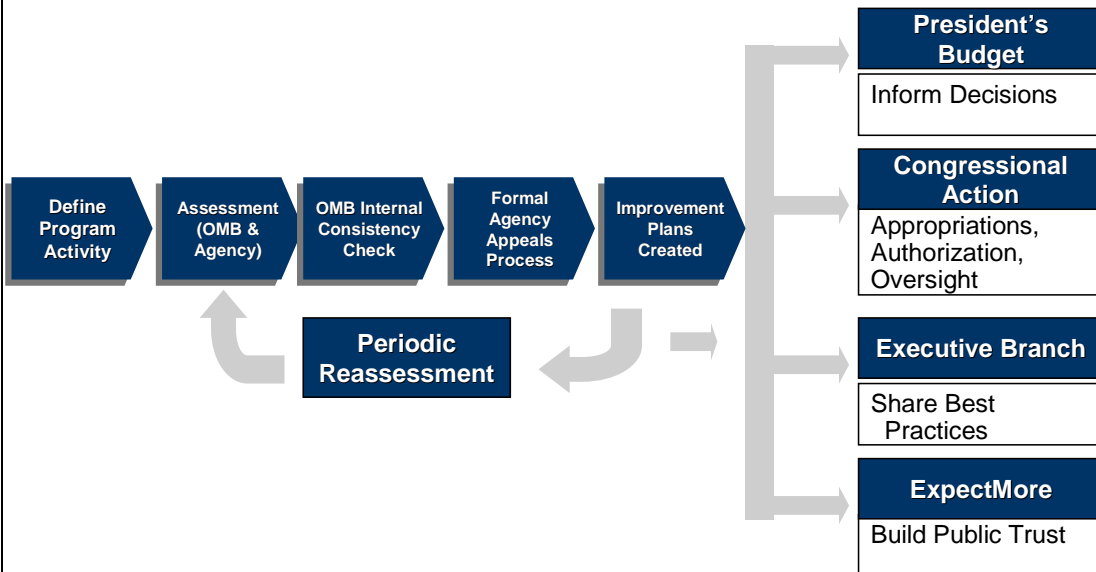 Define
Program
Activity
Assessment
(OMB &
Agency)
OMB Internal
Consistency
Check
Formal
Agency
Appeals
Process
Improvement
Plans
Created
Periodic
Reassessment
President's
Budget
Inform Decisions
Congressional
Action
Appropriations,
Authorization,
Oversight
Executive Branch
Share Best
Practices
ExpectMore
Build Public Trust